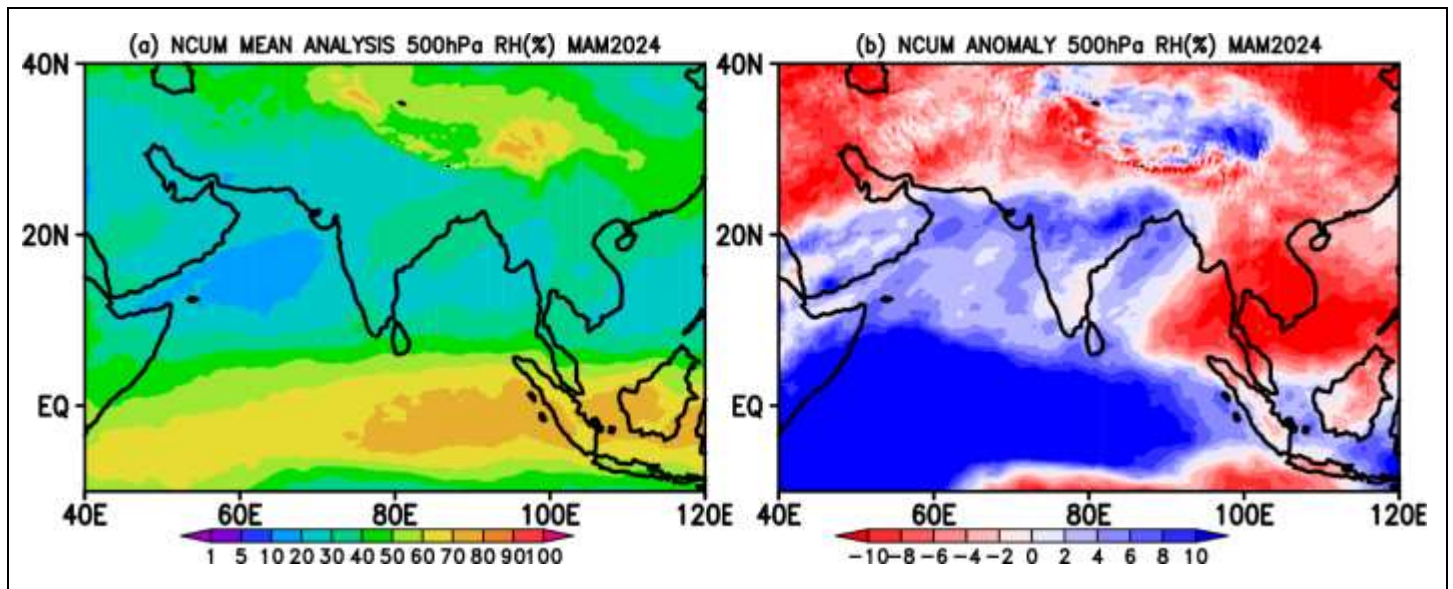 (a) NCUM MEAN ANALYSIS 500hPa RH(%) MAM2024
40N
20N
EQ
40E 60E 80E 100E 120E
1 5 10 20 30 40 50 60 70 80 90 100
(b) NCUM ANOMALY 500hPa RH(%) MAM2024
40N
20N
EQ
40E 60E 80E 100E 120E
-10 -8 -6 -4 -2 0 2 4 6 8 10